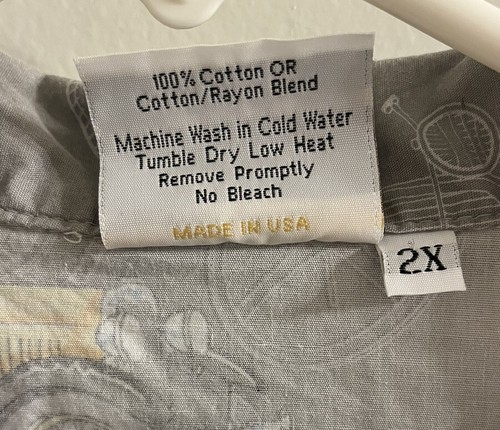 100% Cotton OR
Cotton/Rayon Blend
Machine Wash in Cold Water
Tumble Dry Low Heat
Remove Promptly
No Bleach
MADE IN USA
2X